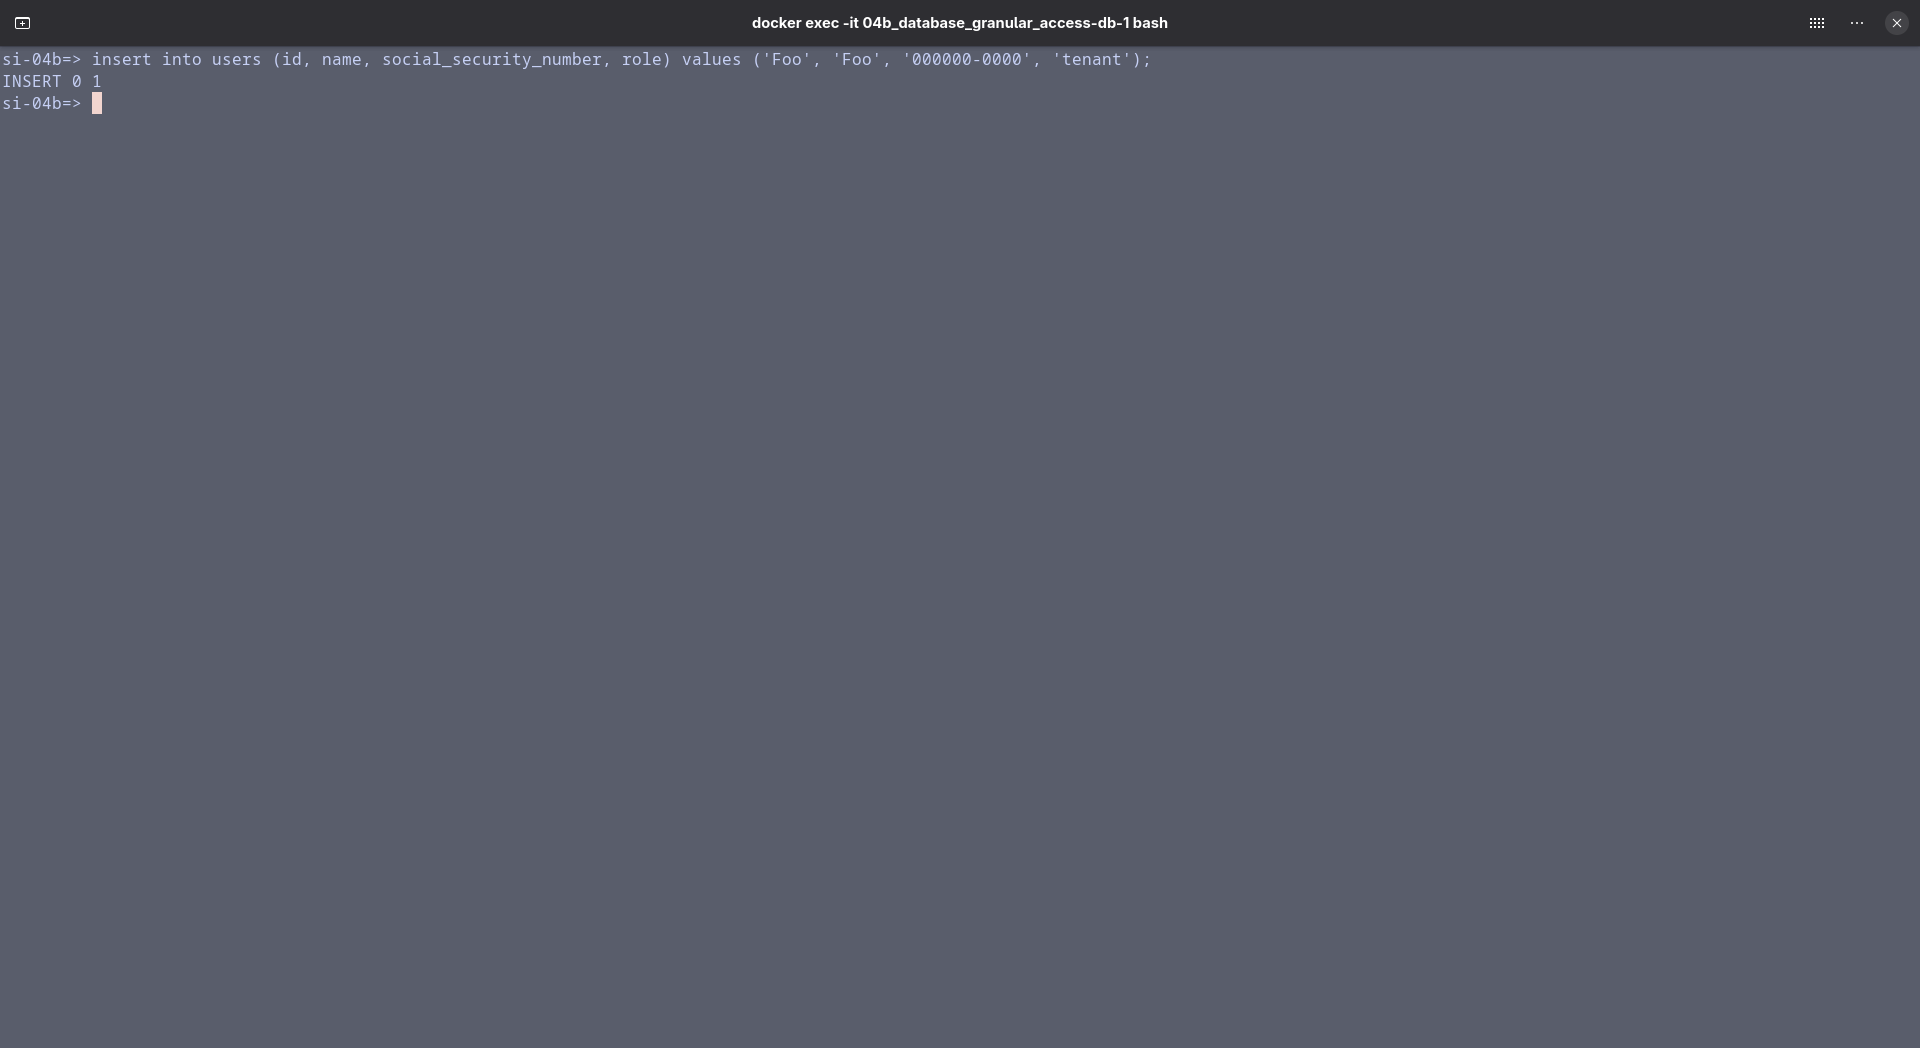 docker exec -it 04b_database_granular_access-db-1 bash
si-04b=> insert into users (id, name, social_security_number, role) values ('Foo', 'Foo', '000000-0000', 'tenant');
INSERT 0 1
si-04b=>